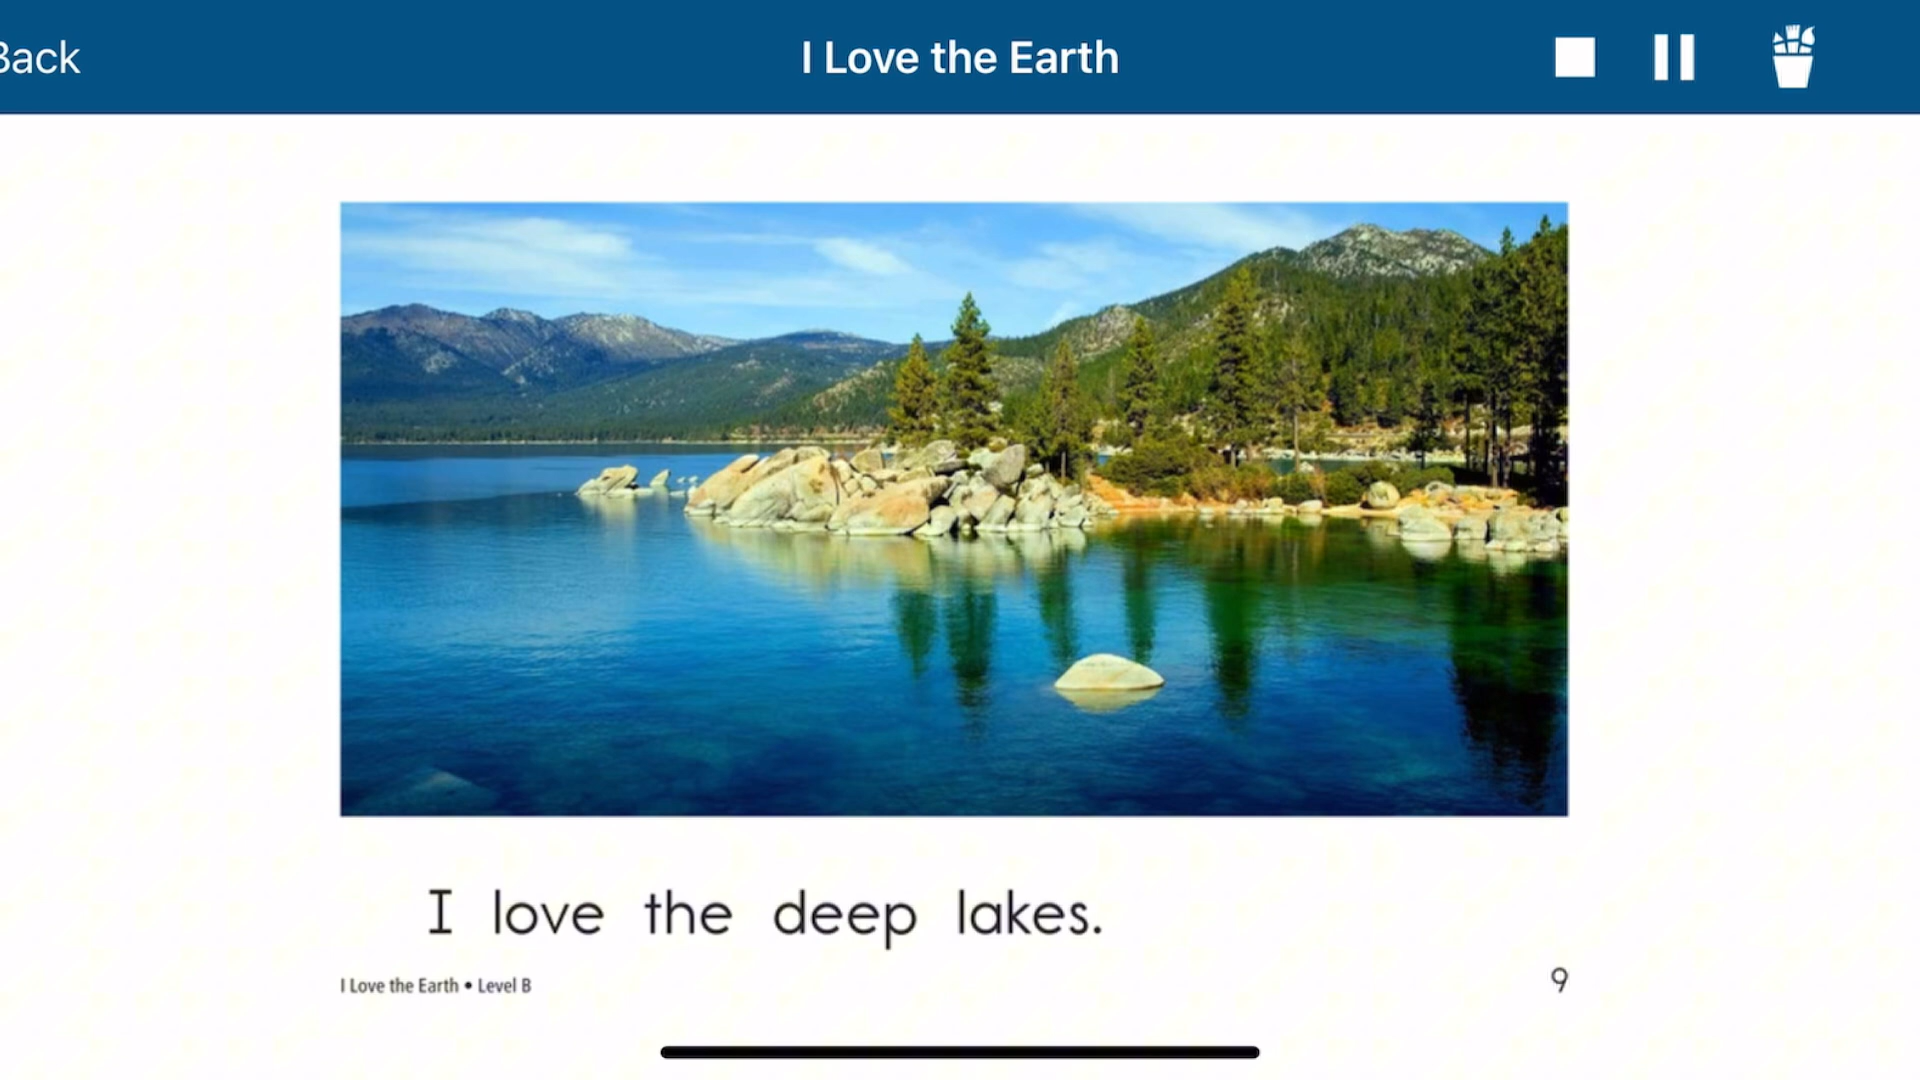 Back
I Love the Earth
I love the deep lakes.
I Love the Earth • Level B
9